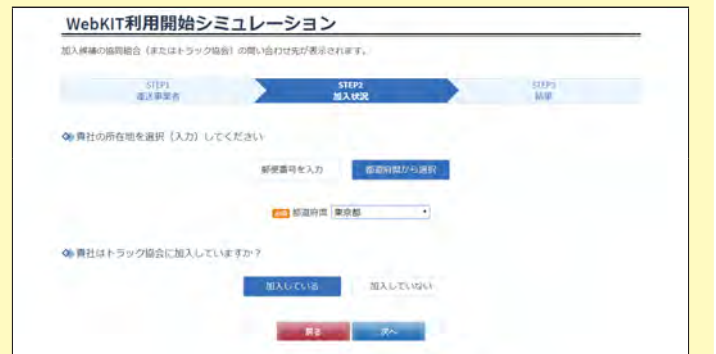 WebKIT利用開始シミュレーション
加入候補の協同組合（またはトラック協会）の問い合わせ先が表示されます。
STEP1
運送事業者
STEP2
加入状況
STEP3
結果
貴社の所在地を選択（入力）してください
郵便番号を入力
都道府県から選択
必須 都道府県 東京都
貴社はトラック協会に加入していますか？
加入している
加入していない
戻る
次へ